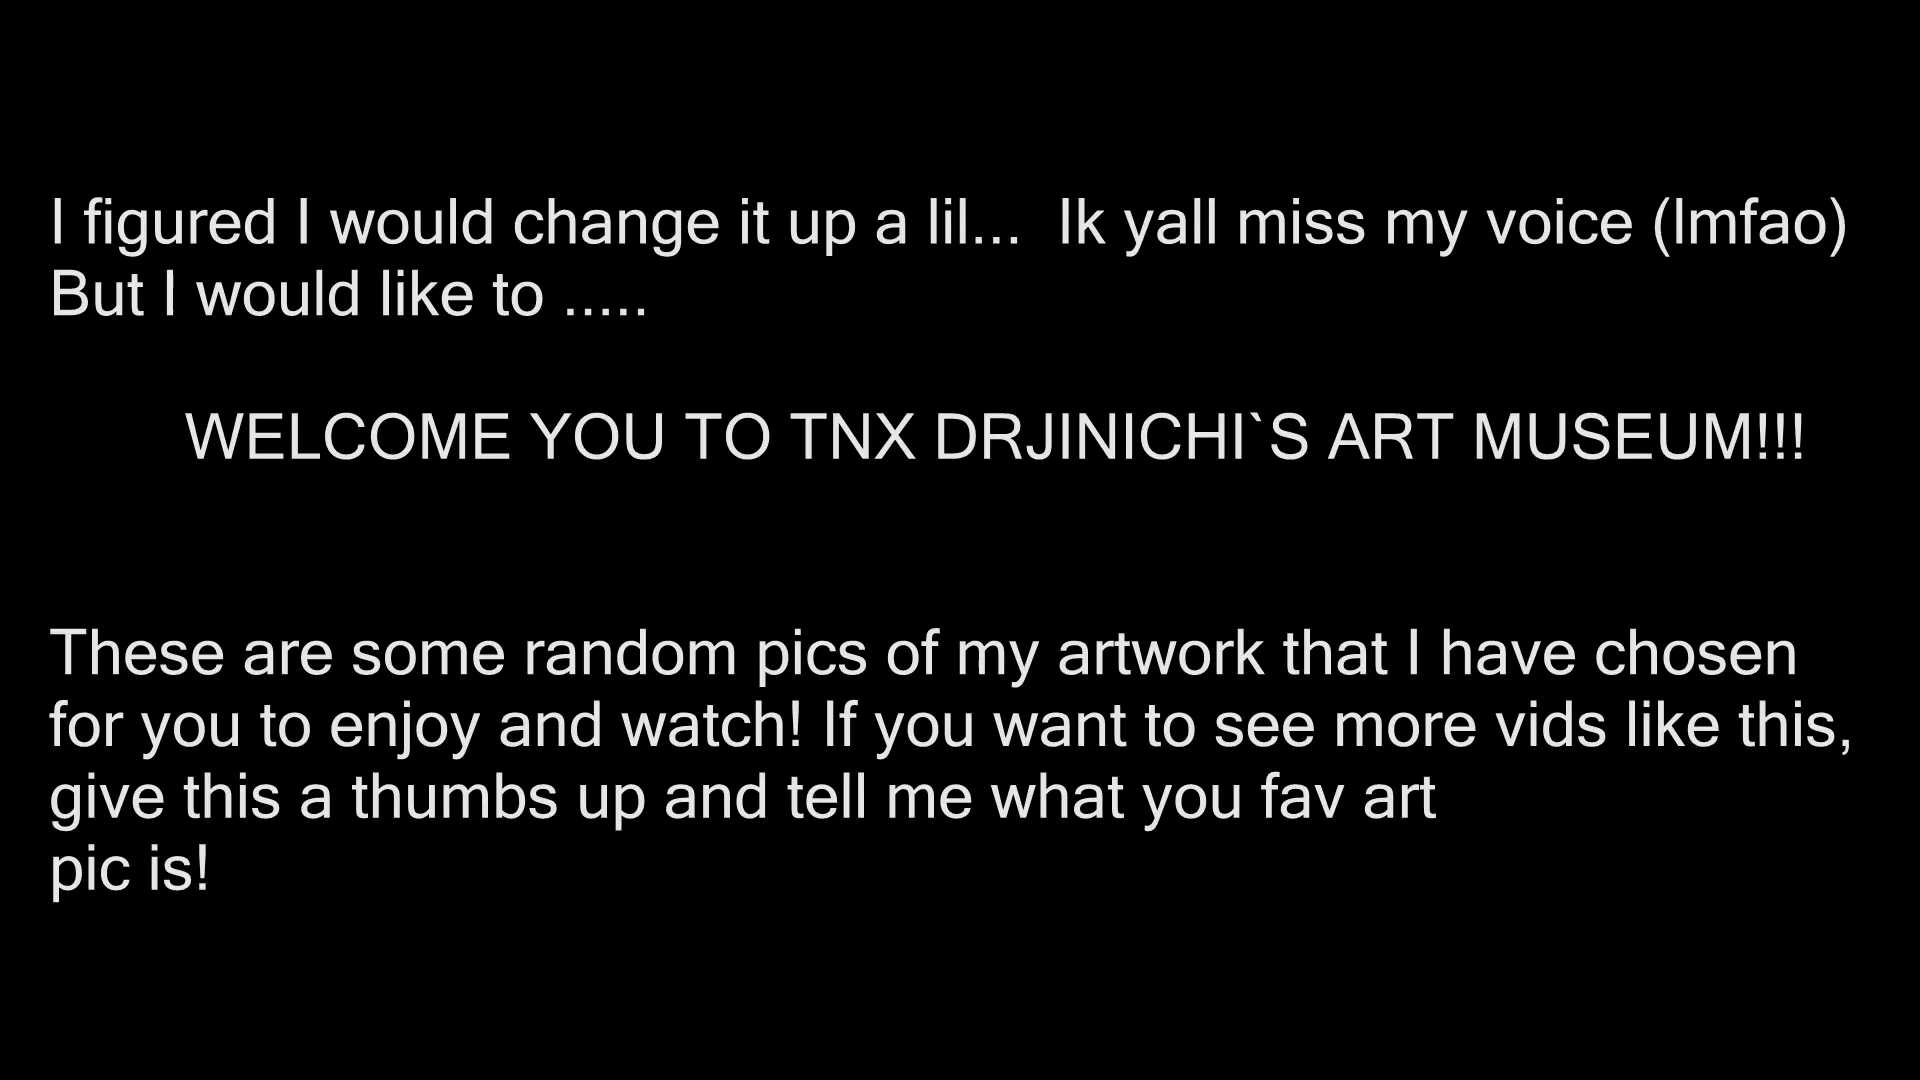 I figured I would change it up a lil...  Ik yall miss my voice (lmfao)
But I would like to .....
WELCOME YOU TO TNX DRJINICHI`S ART MUSEUM!!!
These are some random pics of my artwork that I have chosen
for you to enjoy and watch! If you want to see more vids like this,
give this a thumbs up and tell me what you fav art
pic is!